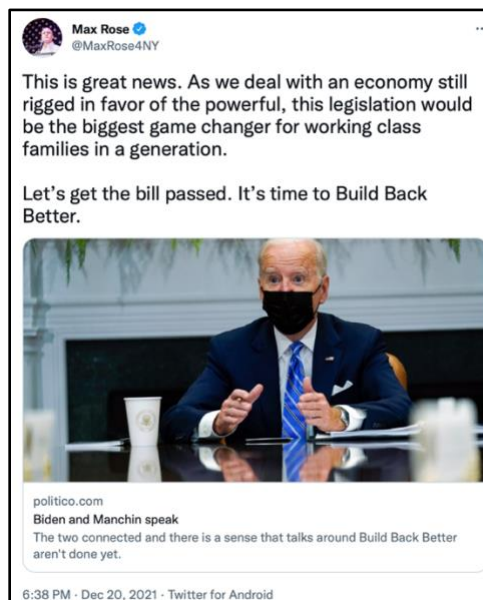 Max Rose
@MaxRose4NY
This is great news. As we deal with an economy still
rigged in favor of the powerful, this legislation would
be the biggest game changer for working class
families in a generation.
Let's get the bill passed. It's time to Build Back
Better.
politico.com
Biden and Manchin speak
The two connected and there is a sense that talks around Build Back Better
aren't done yet.
6:38 PM · Dec 20, 2021 · Twitter for Android